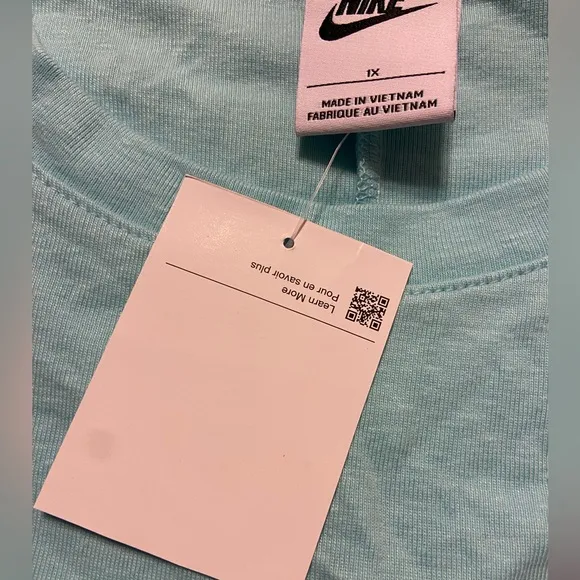 NIKE
1X
MADE IN VIETNAM
FABRIQUE AU VIETNAM
Learn More
Pour en savoir plus